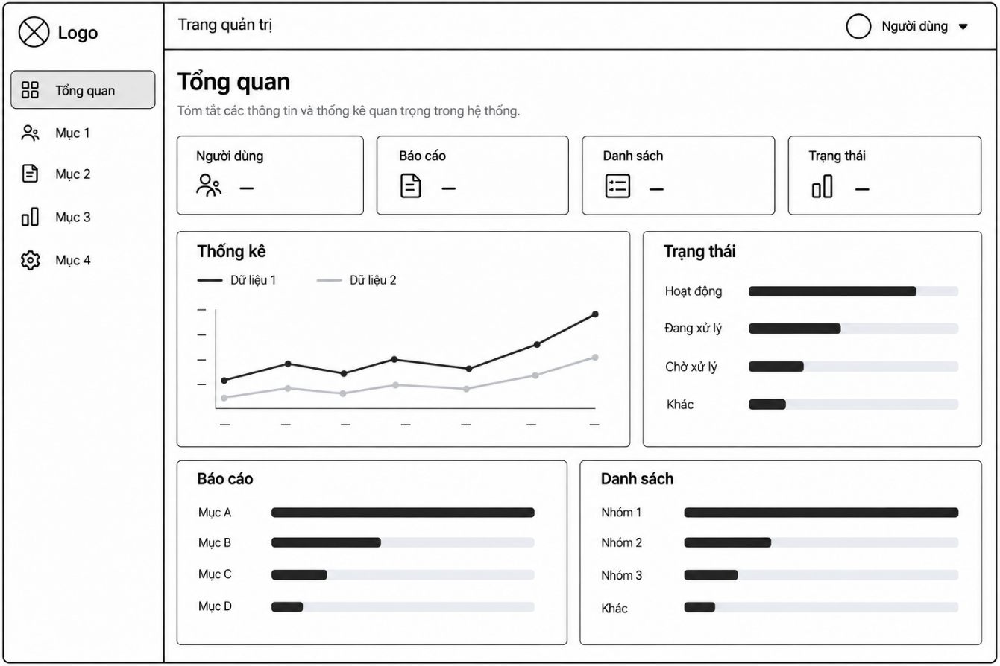 Logo
Trang quản trị
Người dùng
Tổng quan
Mục 1
Mục 2
Mục 3
Mục 4
Tổng quan
Tóm tắt các thông tin và thống kê quan trọng trong hệ thống.
Người dùng
–
Báo cáo
–
Danh sách
–
Trạng thái
–
Thống kê
Dữ liệu 1
Dữ liệu 2
Trạng thái
Hoạt động
Đang xử lý
Chờ xử lý
Khác
Báo cáo
Mục A
Mục B
Mục C
Mục D
Danh sách
Nhóm 1
Nhóm 2
Nhóm 3
Khác